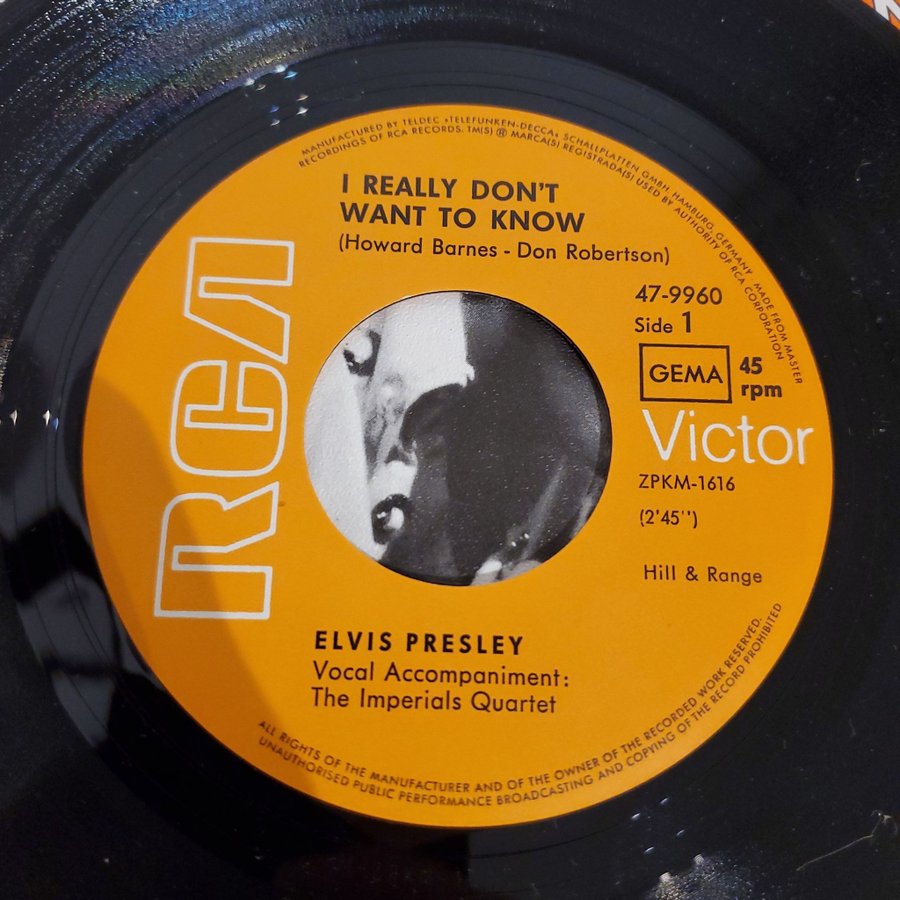 MANUFACTURED BY TELDEC »TELEFUNKEN-DECCA« SCHALLPLATTEN GMBH, HAMBURG, GERMANY MADE FROM MASTER
RECORDINGS OF RCA RECORDS. TM(S) ® MARCA(S) REGISTRADA(S) USED BY AUTHORITY OF RCA CORPORATION
I REALLY DON'T
WANT TO KNOW
(Howard Barnes - Don Robertson)
RCA
47-9960
Side 1
GEMA
45
rpm
Victor
ZPKM-1616
(2'45'')
Hill & Range
ELVIS PRESLEY
Vocal Accompaniment:
The Imperials Quartet
ALL RIGHTS OF THE MANUFACTURER AND OF THE OWNER OF THE RECORDED WORK RESERVED.
UNAUTHORISED PUBLIC PERFORMANCE BROADCASTING AND COPYING OF THE RECORD PROHIBITED